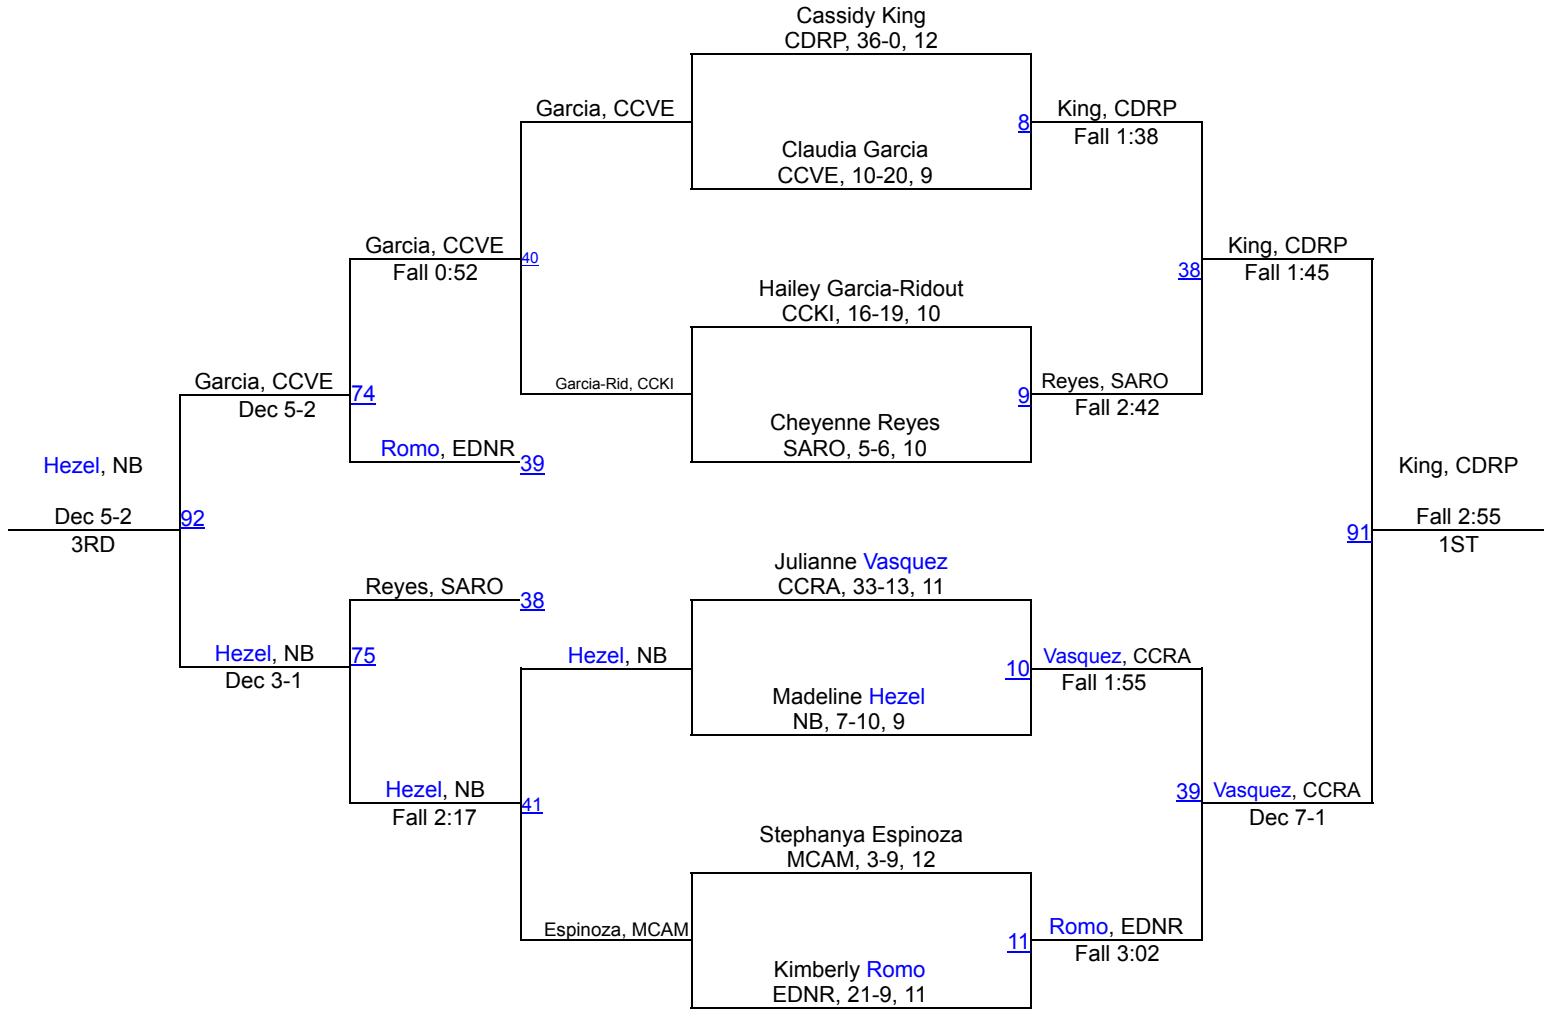 Cassidy King
CDRP, 36-0, 12
Garcia, CCVE
8
King, CDRP
Fall 1:38
Claudia Garcia
CCVE, 10-20, 9
Garcia, CCVE
Fall 0:52
40
38
King, CDRP
Fall 1:45
Hailey Garcia-Ridout
CCKI, 16-19, 10
Garcia, CCVE
Dec 5-2
74
Garcia-Rid, CCKI
9
Reyes, SARO
Fall 2:42
Cheyenne Reyes
SARO, 5-6, 10
Romo, EDNR
39
Hezel, NB
Dec 5-2
3RD
92
King, CDRP
91
Fall 2:55
1ST
Julianne Vasquez
CCRA, 33-13, 11
Reyes, SARO
38
Hezel, NB
Dec 3-1
75
Hezel, NB
10
Vasquez, CCRA
Fall 1:55
Madeline Hezel
NB, 7-10, 9
Hezel, NB
Fall 2:17
41
39
Vasquez, CCRA
Dec 7-1
Stephanya Espinoza
MCAM, 3-9, 12
Espinoza, MCAM
11
Romo, EDNR
Fall 3:02
Kimberly Romo
EDNR, 21-9, 11